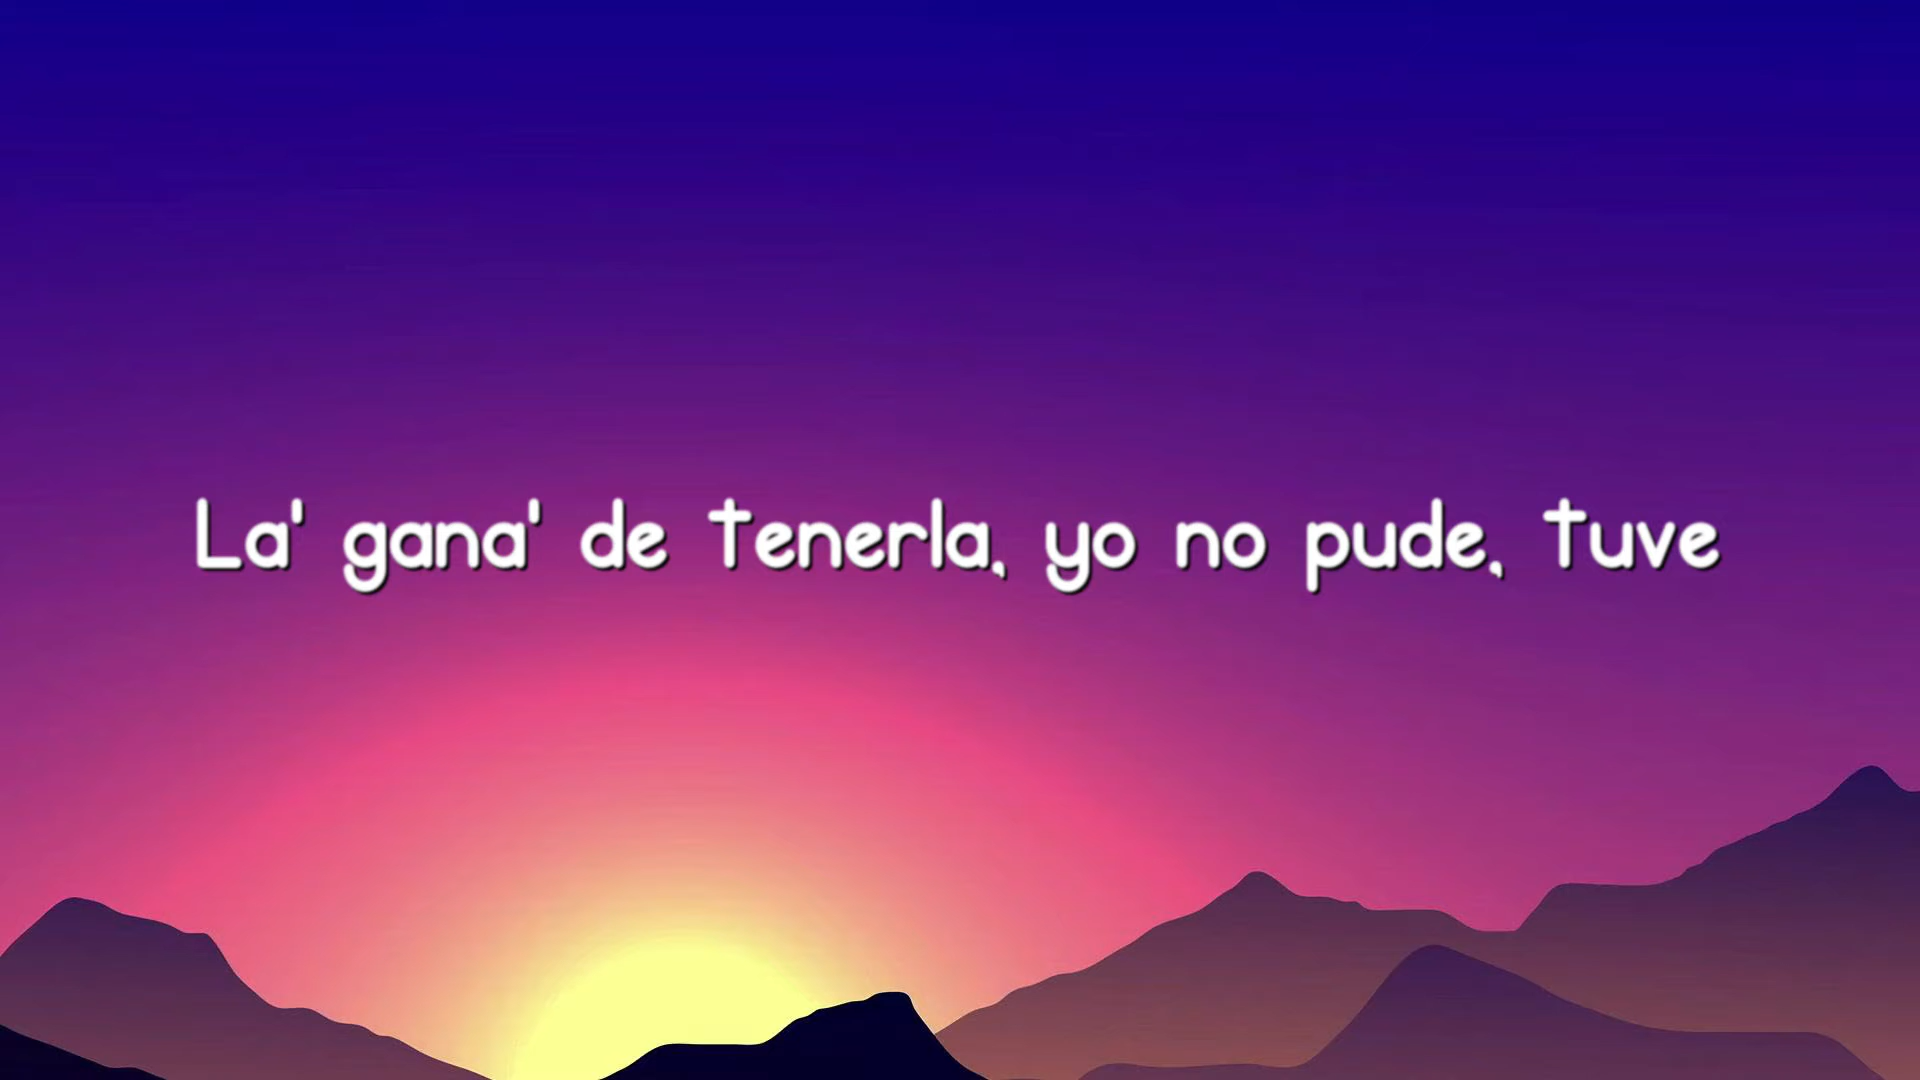 La' gana' de tenerla, yo no pude, tuve